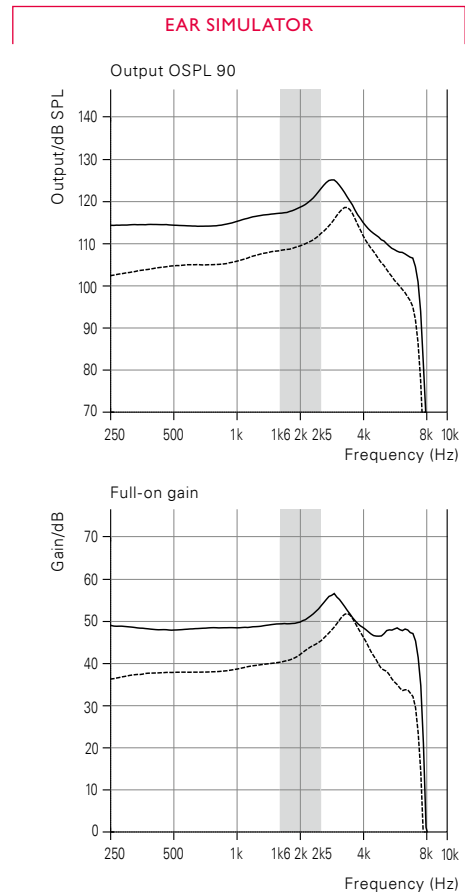 EAR SIMULATOR
Output OSPL 90
Output/dB SPL
140
130
120
110
100
90
80
70
250 500 1k 1k6 2k 2k5 4k 8k 10k
Frequency (Hz)
Full-on gain
Gain/dB
70
60
50
40
30
20
10
0
250 500 1k 1k6 2k 2k5 4k 8k 10k
Frequency (Hz)